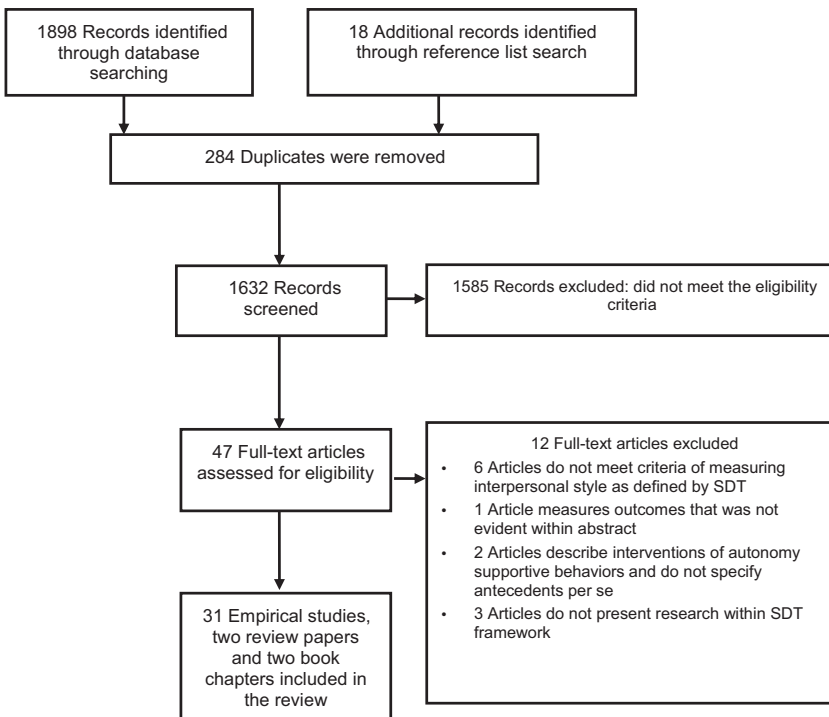 1898 Records identified
through database
searching
18 Additional records identified
through reference list search
284 Duplicates were removed
1632 Records
screened
1585 Records excluded: did not meet the eligibility
criteria
47 Full-text articles
assessed for eligibility
12 Full-text articles excluded
• 6 Articles do not meet criteria of measuring
interpersonal style as defined by SDT
• 1 Article measures outcomes that was not
evident within abstract
• 2 Articles describe interventions of autonomy
supportive behaviors and do not specify
antecedents per se
• 3 Articles do not present research within SDT
framework
31 Empirical studies,
two review papers
and two book
chapters included in
the review